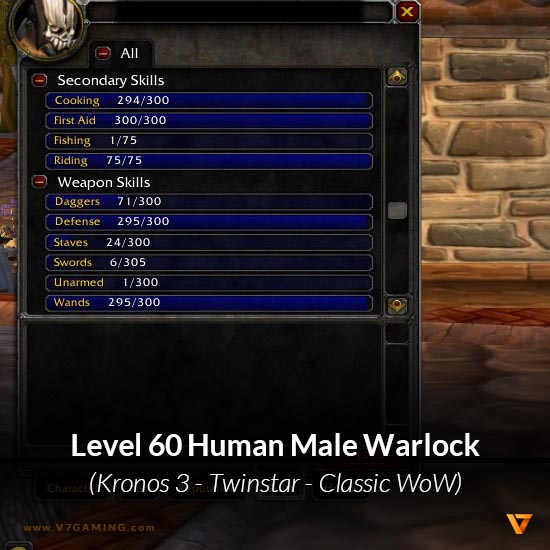 All
Secondary Skills
Cooking 294/300
First Aid 300/300
Fishing 1/75
Riding 75/75
Weapon Skills
Daggers 71/300
Defense 295/300
Staves 24/300
Swords 6/305
Unarmed 1/300
Wands 295/300
Level 60 Human Male Warlock
(Kronos 3 - Twinstar - Classic WoW)
WWW.V7GAMING.COM